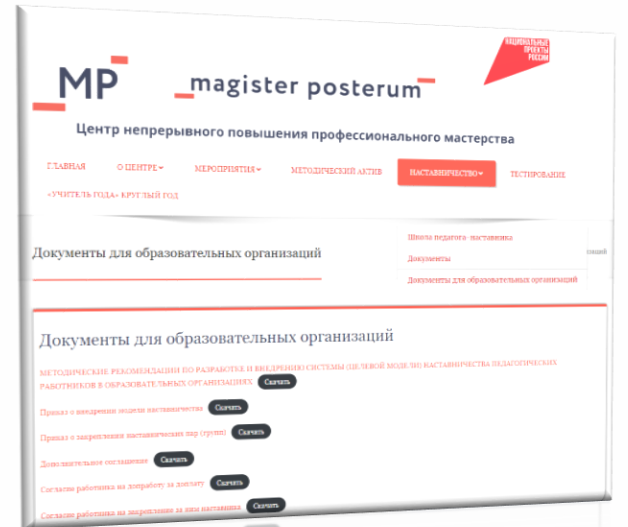 НАЦИОНАЛЬНЫЕ
ПРОЕКТЫ
РОССИИ
MP
magister posterum
Центр непрерывного повышения профессионального мастерства
ГЛАВНАЯ О ЦЕНТРЕ МЕРОПРИЯТИЯ МЕТОДИЧЕСКИЙ АКТИВ НАСТАВНИЧЕСТВО ТЕСТИРОВАНИЕ
«УЧИТЕЛЬ ГОДА» КРУГЛЫЙ ГОД
Школа педагога - наставника
Документы для образовательных организаций
Документы
Документы для образовательных организаций
Документы для образовательных организаций
МЕТОДИЧЕСКИЕ РЕКОМЕНДАЦИИ ПО РАЗРАБОТКЕ И ВНЕДРЕНИЮ СИСТЕМЫ (ЦЕЛЕВОЙ МОДЕЛИ) НАСТАВНИЧЕСТВА ПЕДАГОГИЧЕСКИХ
РАБОТНИКОВ В ОБРАЗОВАТЕЛЬНЫХ ОРГАНИЗАЦИЯХ Скачать
Приказ о внедрении модели наставничества Скачать
Приказ о закреплении наставнических пар (групп) Скачать
Дополнительное соглашение Скачать
Согласие работника на допработу за доплату Скачать
Согласие работника на закрепление за ним наставника Скачать